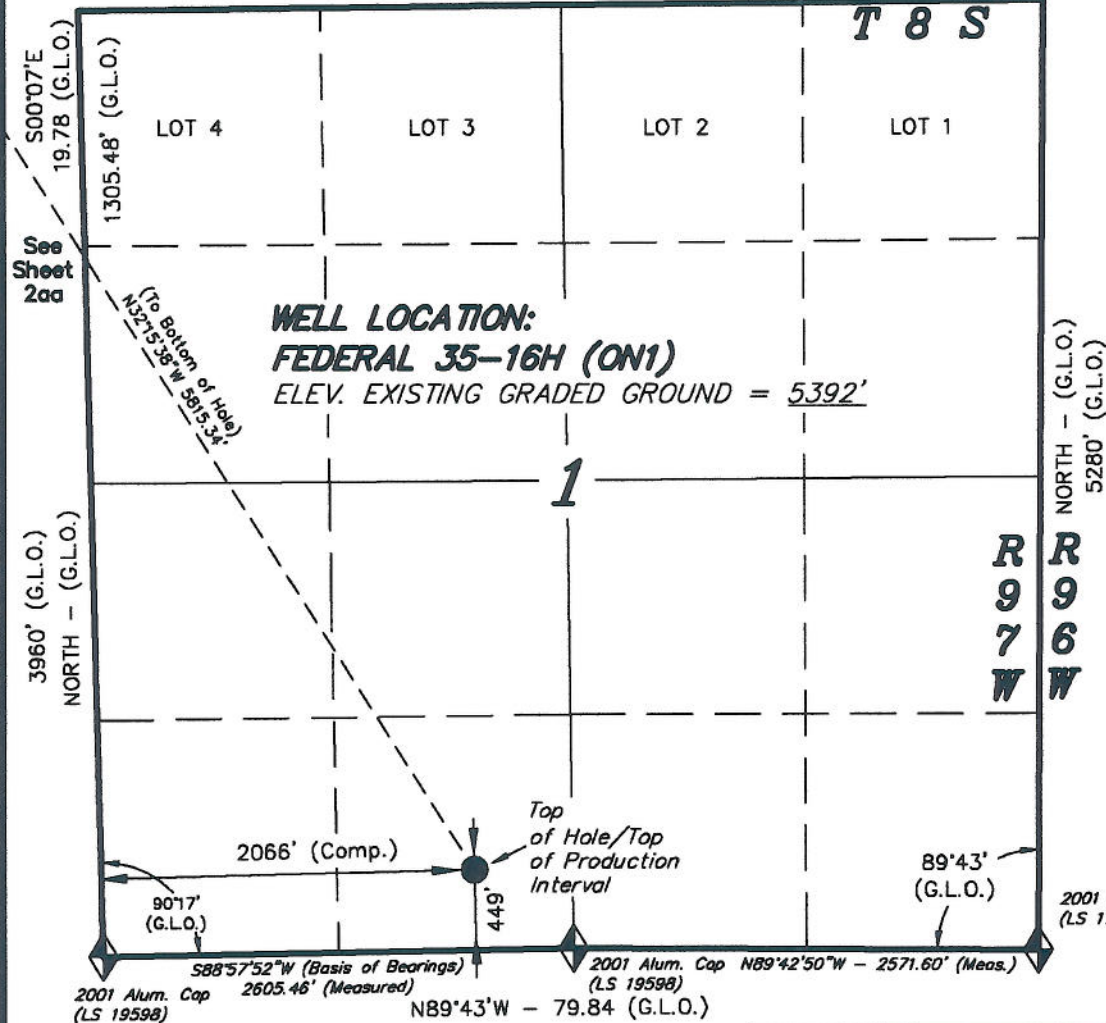 T 8 S
S00°07'E
19.78 (G.L.O.)
1305.48' (G.L.O.)
LOT 4
LOT 3
LOT 2
LOT 1
See
Sheet
2aa
(To Bottom of Hole)
N32°15'38"W 5815.34'
WELL LOCATION:
FEDERAL 35-16H (ON1)
ELEV. EXISTING GRADED GROUND = 5392'
1
NORTH - (G.L.O.)
5280' (G.L.O.)
R R
9 9
7 6
W W
3960' (G.L.O.)
NORTH - (G.L.O.)
Top
of Hole/Top
of Production
Interval
2066' (Comp.)
449'
90°17'
(G.L.O.)
89°43'
(G.L.O.)
2001
(LS 1
S88°57'52"W (Basis of Bearings)
2605.46' (Measured)
2001 Alum. Cap
(LS 19598)
2001 Alum. Cap
(LS 19598)
N89°42'50"W - 2571.60' (Meas.)
N89°43'W - 79.84 (G.L.O.)